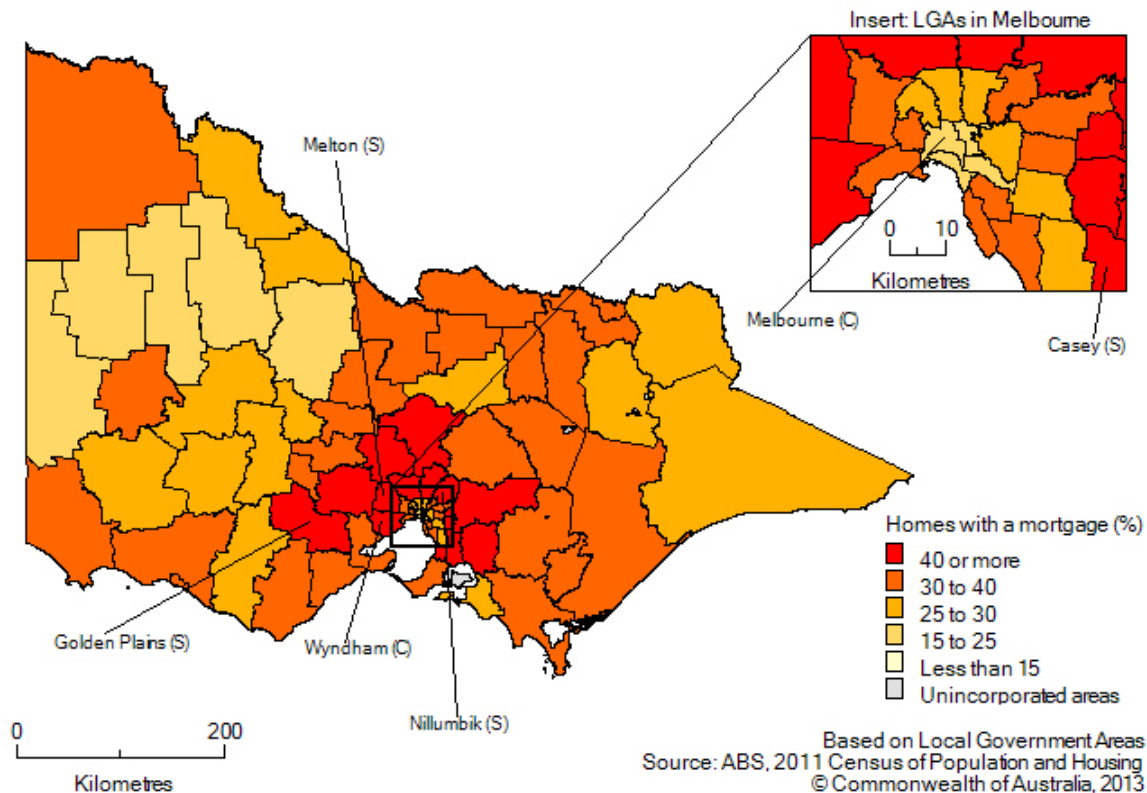 Insert: LGAs in Melbourne
Melton (S)
0 10
Kilometres
Melbourne (C)
Casey (S)
Homes with a mortgage (%)
40 or more
30 to 40
25 to 30
15 to 25
Less than 15
Unincorporated areas
Golden Plains (S)
Wyndham (C)
Nillumbik (S)
0 200
Kilometres
Based on Local Government Areas
Source: ABS, 2011 Census of Population and Housing
© Commonwealth of Australia, 2013